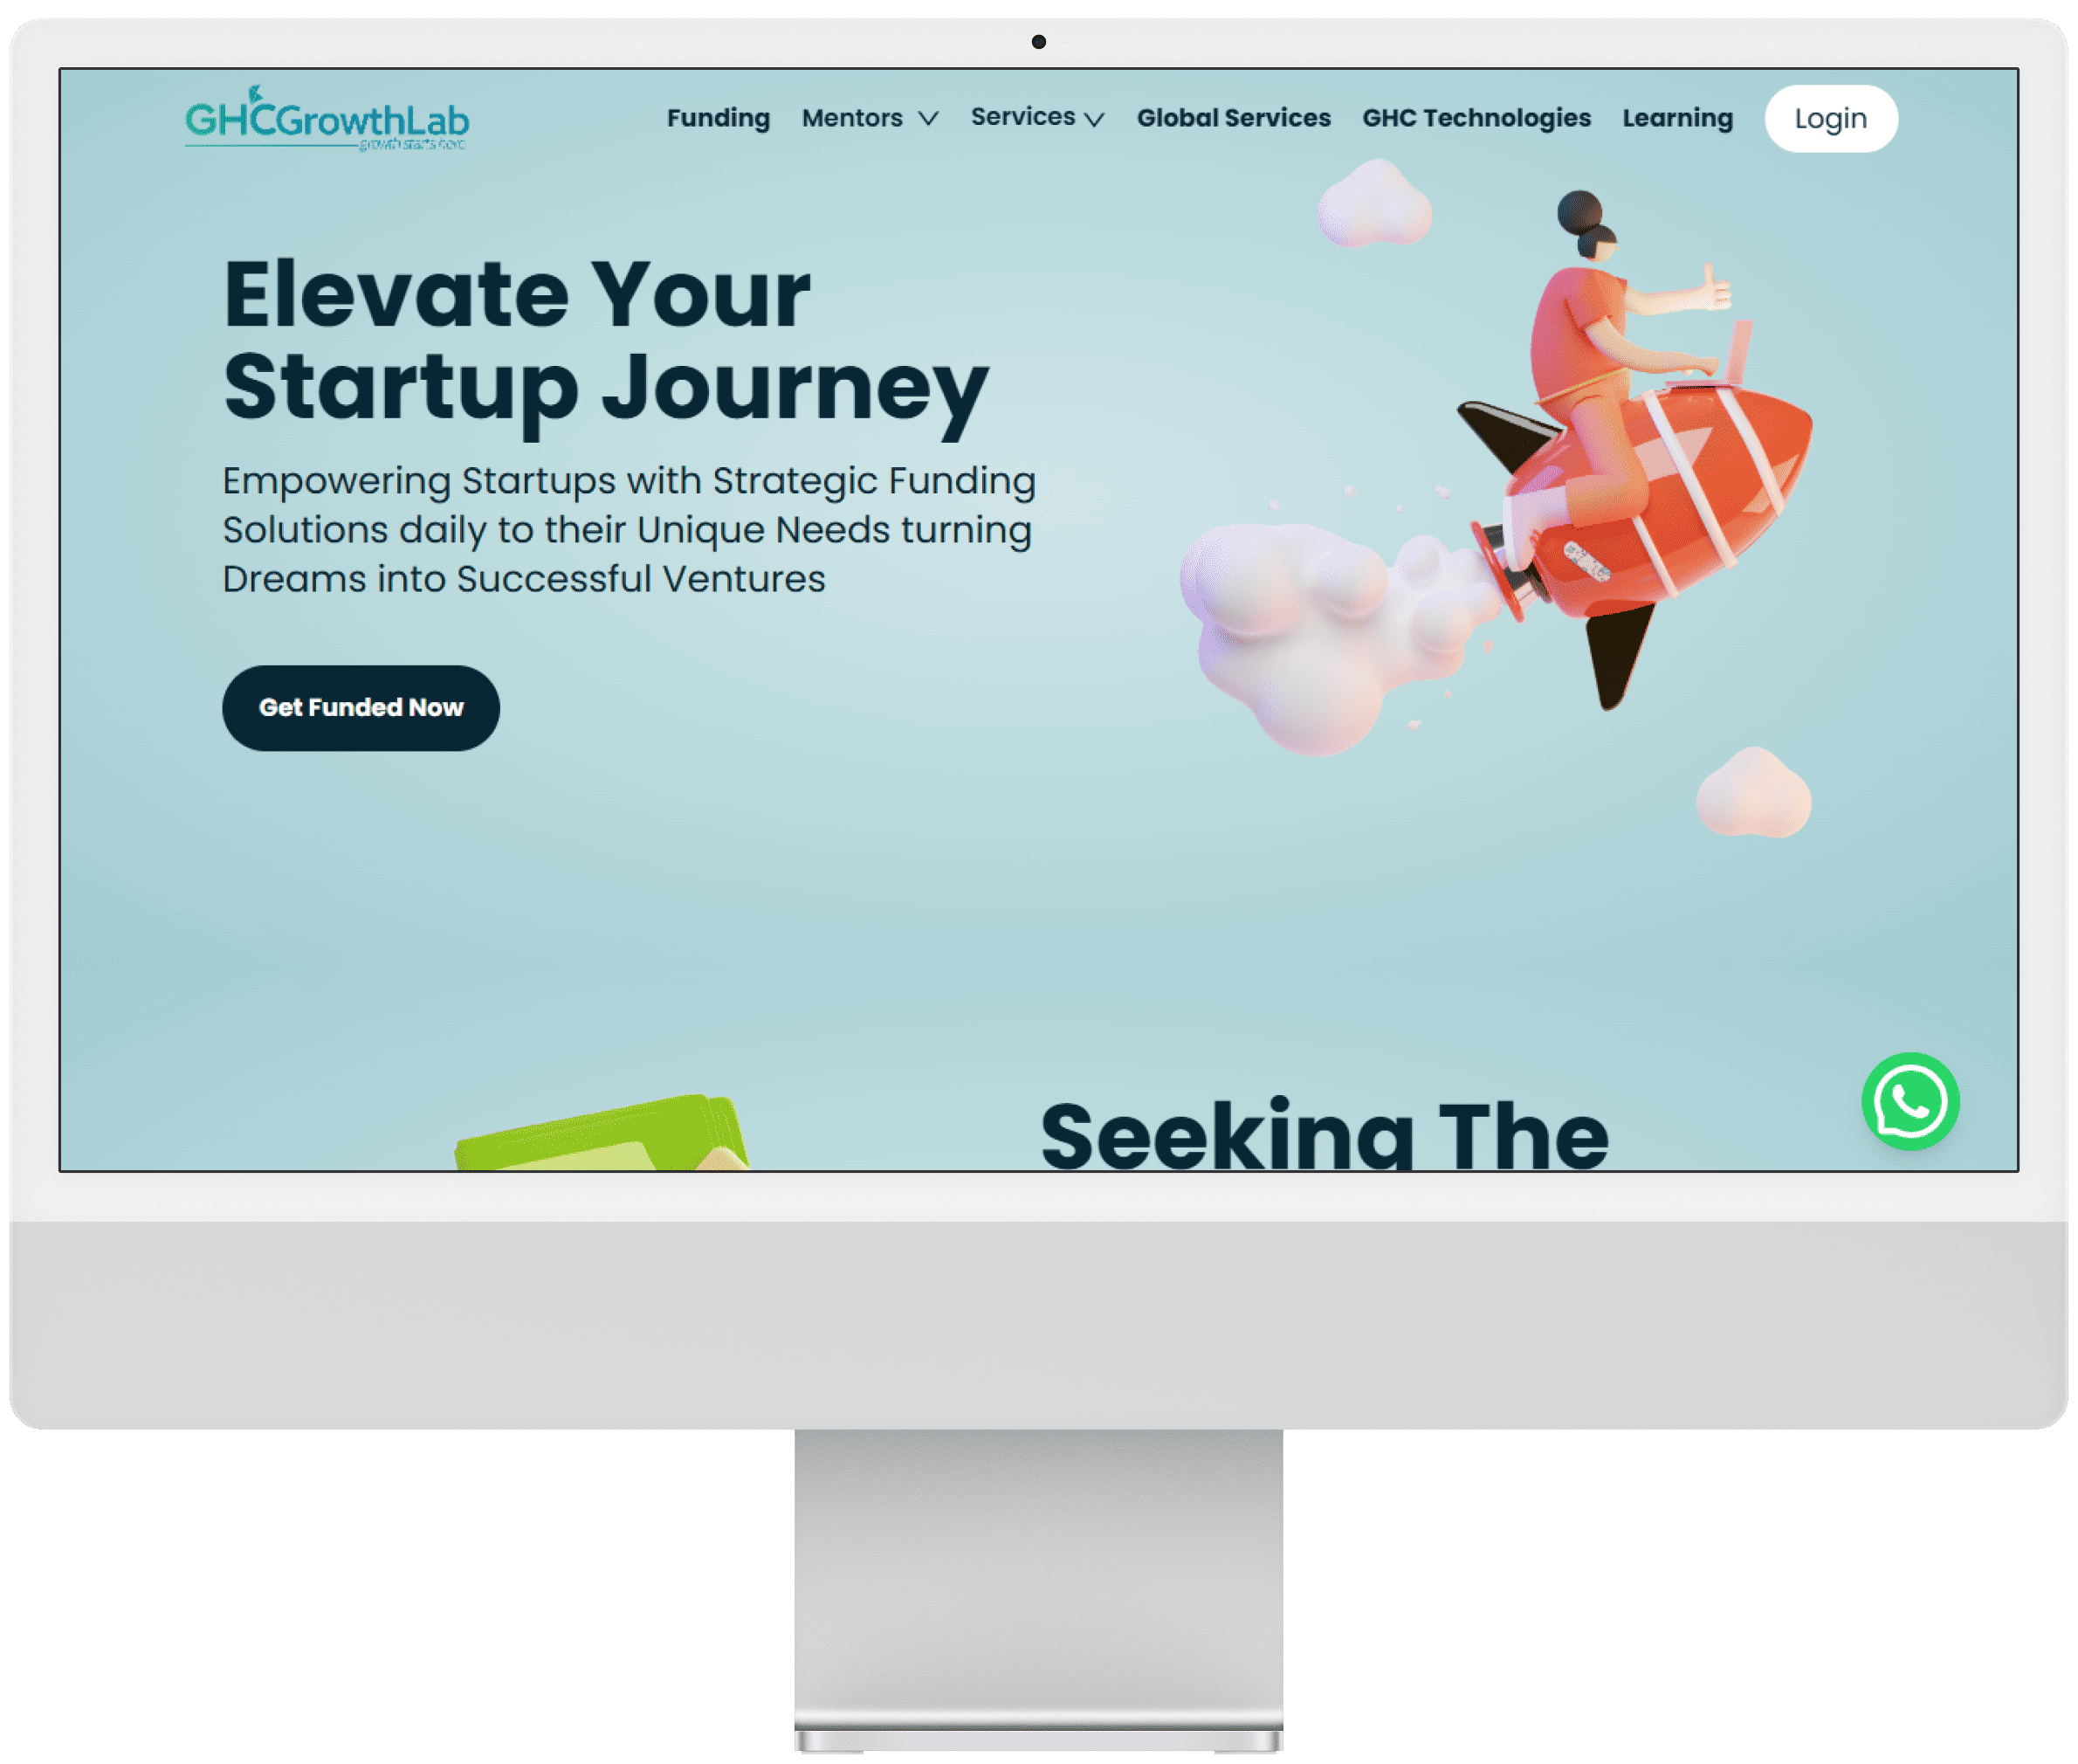 GHCGrowthLab
growth starts here
Funding Mentors Services Global Services GHC Technologies Learning Login
Elevate Your
Startup Journey
Empowering Startups with Strategic Funding
Solutions daily to their Unique Needs turning
Dreams into Successful Ventures
Get Funded Now
Seeking The